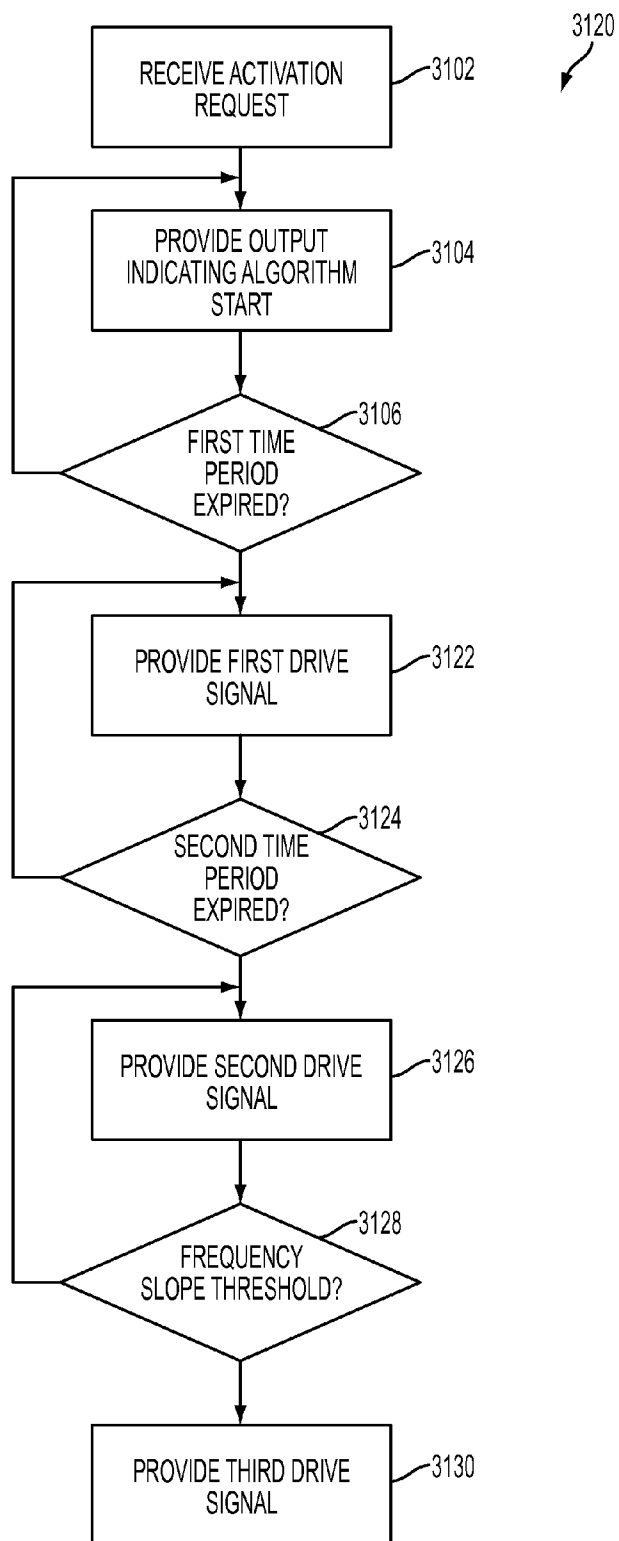 3120
RECEIVE ACTIVATION
REQUEST
3102
PROVIDE OUTPUT
INDICATING ALGORITHM
START
3104
3106
FIRST TIME
PERIOD
EXPIRED?
PROVIDE FIRST DRIVE
SIGNAL
3122
3124
SECOND TIME
PERIOD
EXPIRED?
PROVIDE SECOND DRIVE
SIGNAL
3126
3128
FREQUENCY
SLOPE THRESHOLD?
PROVIDE THIRD DRIVE
SIGNAL
3130